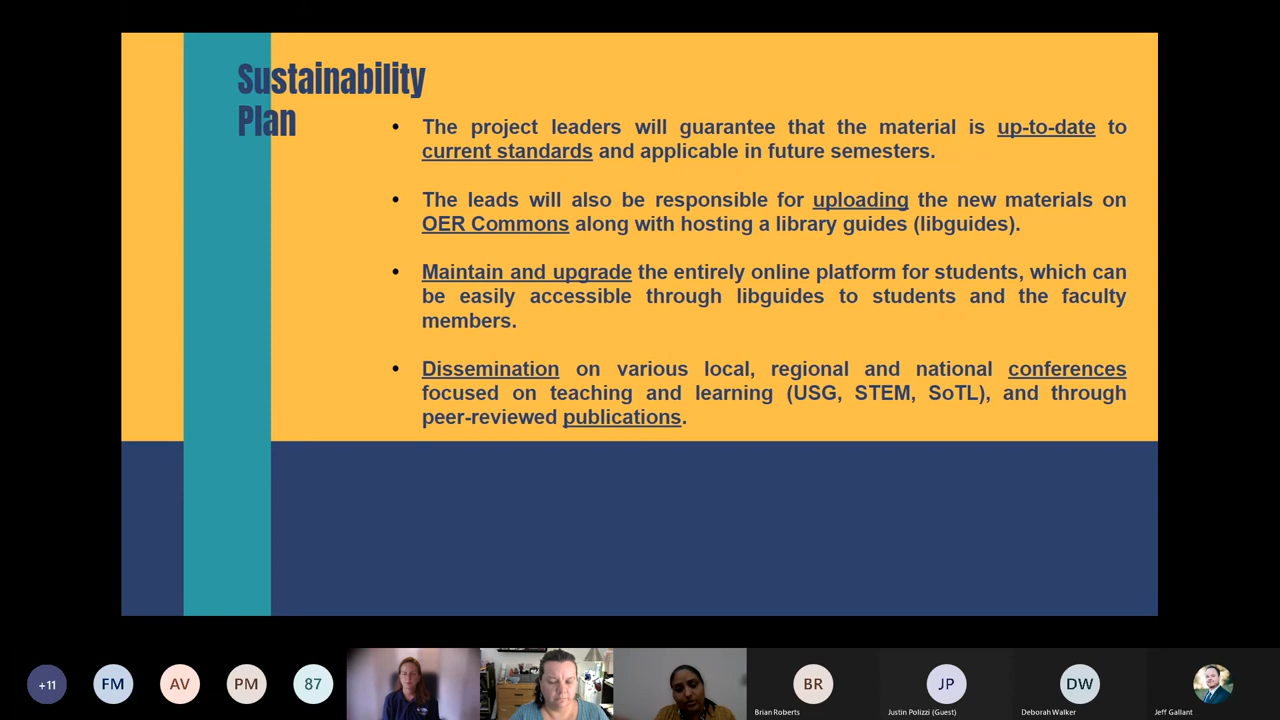 Sustainability
Plan
• The project leaders will guarantee that the material is up-to-date to
current standards and applicable in future semesters.
• The leads will also be responsible for uploading the new materials on
OER Commons along with hosting a library guides (libguides).
• Maintain and upgrade the entirely online platform for students, which can
be easily accessible through libguides to students and the faculty
members.
• Dissemination on various local, regional and national conferences
focused on teaching and learning (USG, STEM, SoTL), and through
peer-reviewed publications.
+11
FM
AV
PM
87
BR
JP
DW
Brian Roberts
Justin Polizzi (Guest)
Deborah Walker
Jeff Gallant